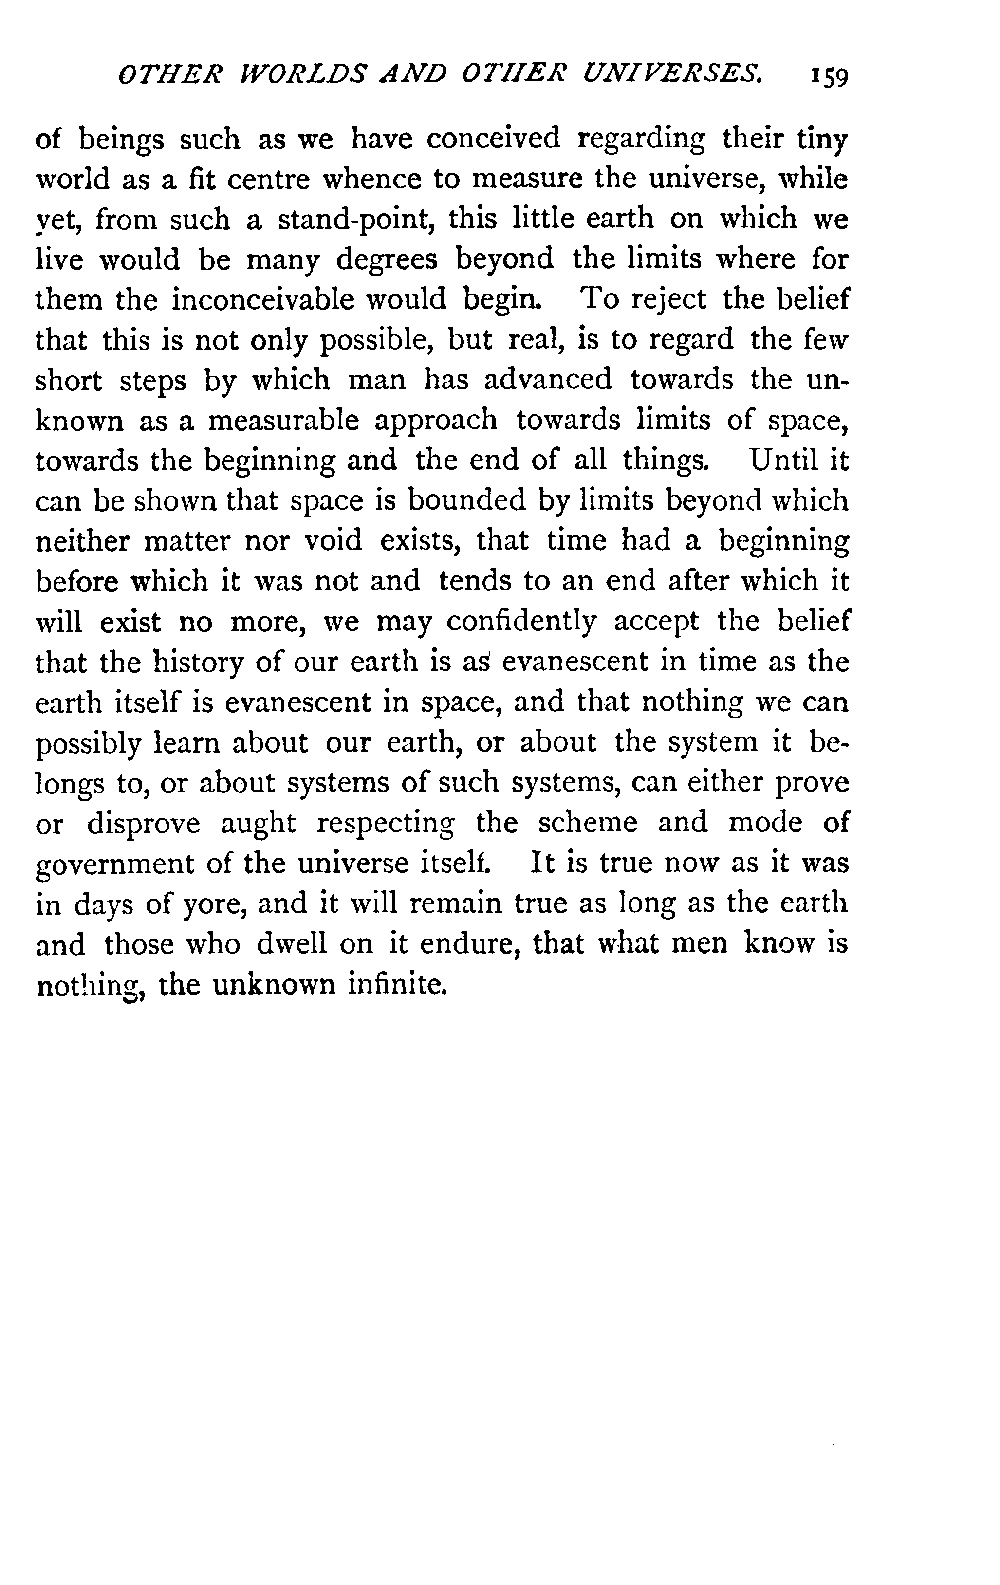 OTHER WORLDS AND OTHER UNIVERSES. 159
of beings such as we have conceived regarding their tiny
world as a fit centre whence to measure the universe, while
yet, from such a stand-point, this little earth on which we
live would be many degrees beyond the limits where for
them the inconceivable would begin. To reject the belief
that this is not only possible, but real, is to regard the few
short steps by which man has advanced towards the un-
known as a measurable approach towards limits of space,
towards the beginning and the end of all things. Until it
can be shown that space is bounded by limits beyond which
neither matter nor void exists, that time had a beginning
before which it was not and tends to an end after which it
will exist no more, we may confidently accept the belief
that the history of our earth is as evanescent in time as the
earth itself is evanescent in space, and that nothing we can
possibly learn about our earth, or about the system it be-
longs to, or about systems of such systems, can either prove
or disprove aught respecting the scheme and mode of
government of the universe itself. It is true now as it was
in days of yore, and it will remain true as long as the earth
and those who dwell on it endure, that what men know is
nothing, the unknown infinite.